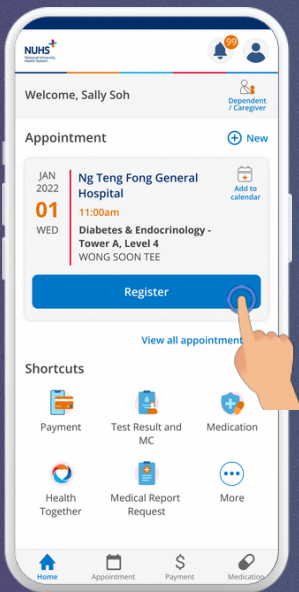 NUHS
National University
Health System
99
Welcome, Sally Soh
Dependent
/ Caregiver
Appointment
New
JAN
2022
01
WED
Ng Teng Fong General
Hospital
11:00am
Diabetes & Endocrinology -
Tower A, Level 4
WONG SOON TEE
Add to
calendar
Register
View all appointment
Shortcuts
Payment
Test Result and
MC
Medication
Health
Together
Medical Report
Request
More
Home
Appointment
Payment
Medication